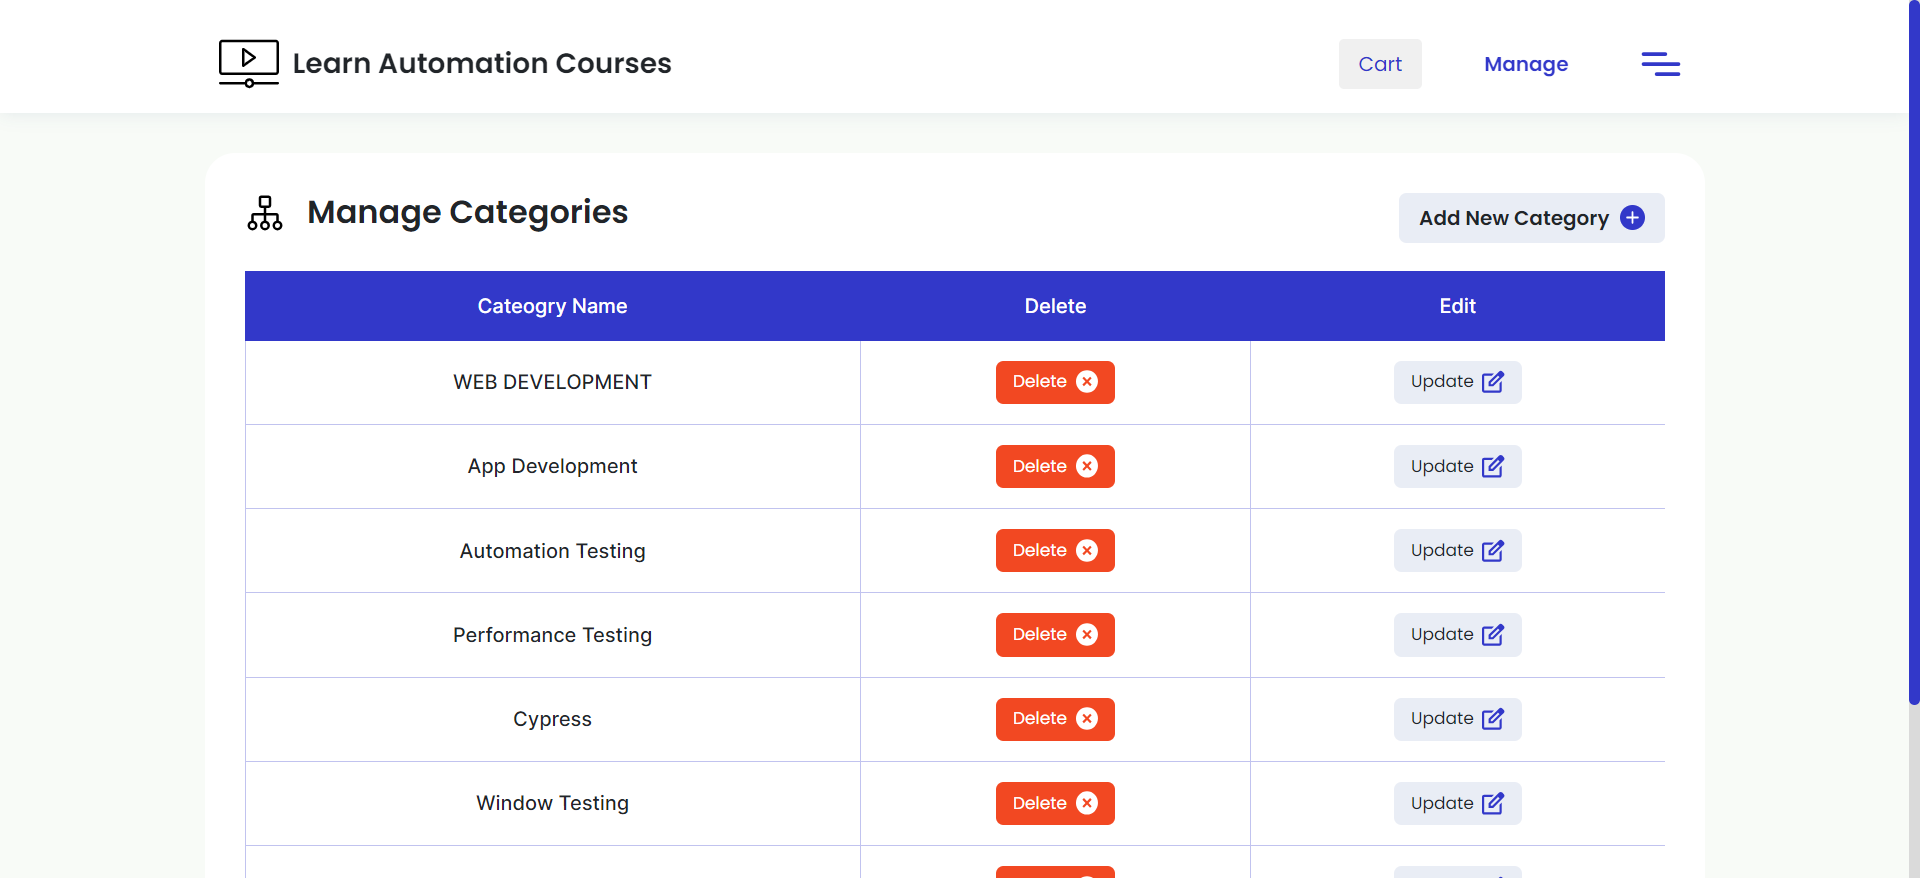 Learn Automation Courses
Cart
Manage
Manage Categories
Add New Category
Cateogry Name Delete Edit
WEB DEVELOPMENT Delete Update
App Development Delete Update
Automation Testing Delete Update
Performance Testing Delete Update
Cypress Delete Update
Window Testing Delete Update